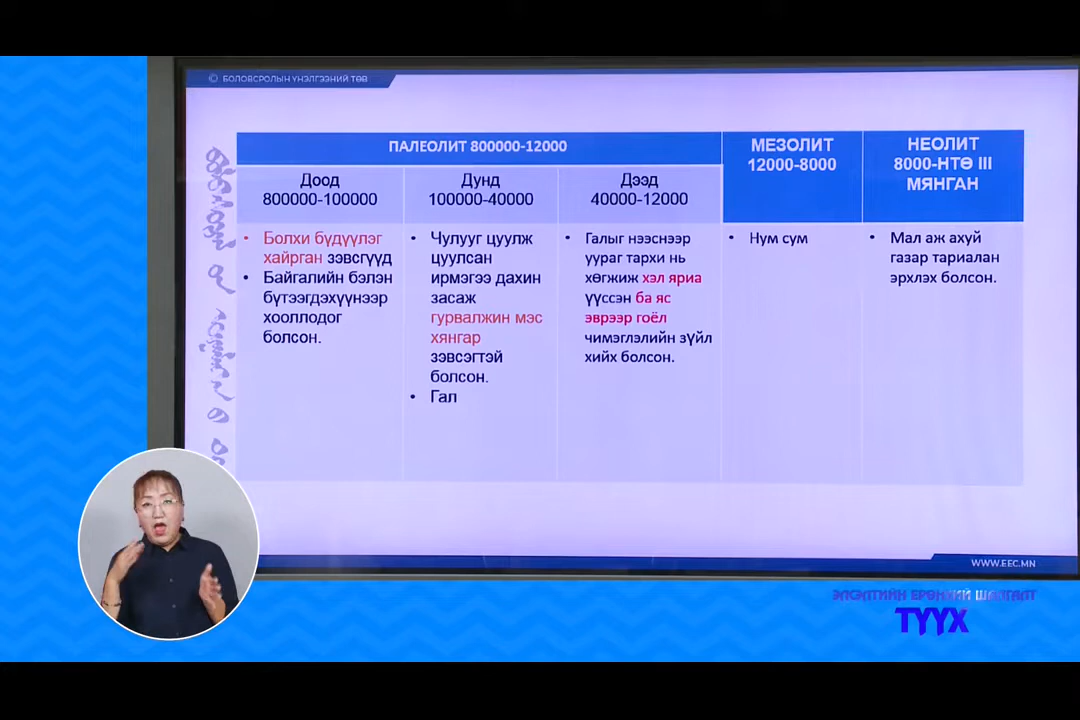 © БОЛОВСРОЛЫН ҮНЭЛГЭЭНИЙ ТӨВ
ПАЛЕОЛИТ 800000-12000
МЕЗОЛИТ
12000-8000
НЕОЛИТ
8000-НТӨ III
МЯНГАН
Доод
800000-100000
Дунд
100000-40000
Дээд
40000-12000
• Болхи бүдүүлэг
хайрган зэвсгүүд
• Байгалийн бэлэн
бүтээгдэхүүнээр
хооллодог
болсон.
• Чулууг цуулж
цуулсан
ирмэгээ дахин
засаж
гурвалжин мэс
хянгар
зэвсэгтэй
болсон.
• Гал
• Галыг нээснээр
уураг тархи нь
хөгжиж хэл яриа
үүссэн ба яс
эврээр гоёл
чимэглэлийн зүйл
хийх болсон.
• Нум сум
• Мал аж ахуй
газар тариалан
эрхлэх болсон.
WWW.EEC.MN
ЭЛСЭЛТИЙН ЕРӨНХИЙ ШАЛГАЛТ
ТҮҮХ